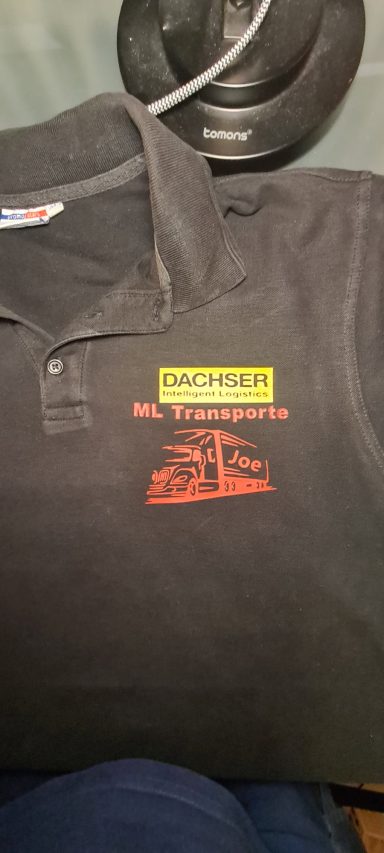 tomons®
DACHSER
Intelligent Logistics
ML Transporte
Joe